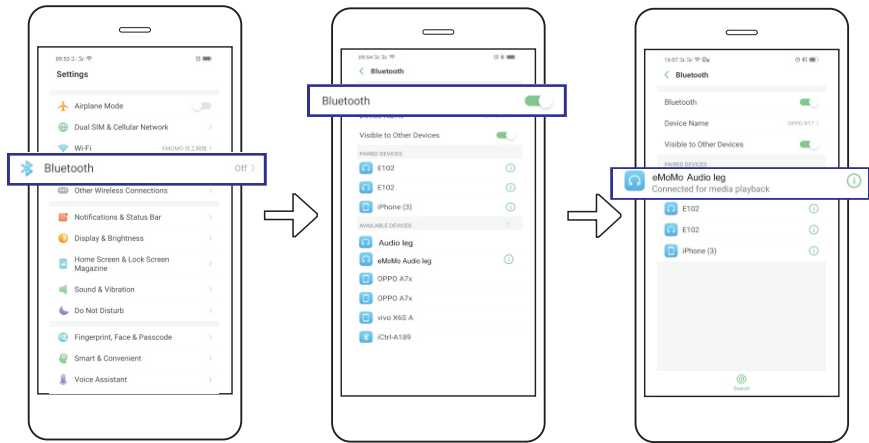 09:53
Settings
Airplane Mode
Dual SIM & Cellular Network
Wi-Fi
Bluetooth
Off
Other Wireless Connections
Notifications & Status Bar
Display & Brightness
Home Screen & Lock Screen
Magazine
Sound & Vibration
Do Not Disturb
Fingerprint, Face & Passcode
Smart & Convenient
Voice Assistant
09:54
Bluetooth
Bluetooth
Visible to Other Devices
PAIRED DEVICES
E102
E102
iPhone (3)
AVAILABLE DEVICES
Audio leg
eMoMo Audio leg
OPPO A7x
OPPO A7x
vivo X6S A
iCtrl-A189
14:07
Bluetooth
Bluetooth
Device Name OPPO R17
Visible to Other Devices
PAIRED DEVICES
eMoMo Audio leg
Connected for media playback
E102
E102
iPhone (3)
Search